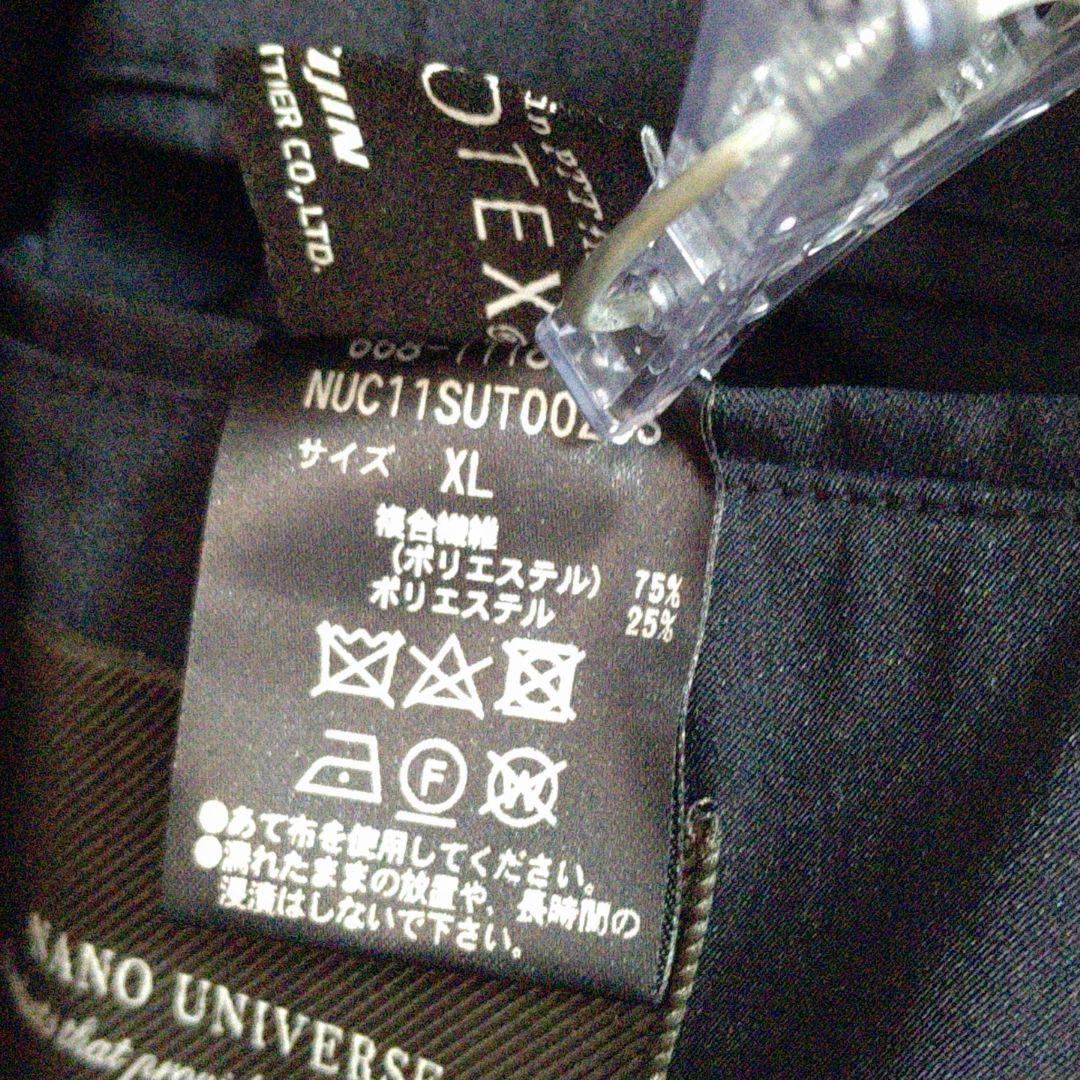 TIER CO., LTD.
TEX
NUC11SUT002
サイズ XL
複合繊維
(ポリエステル) 75%
ポリエステル 25%
F
W
●あて布を使用してください。
●濡れたままの放置や、長時間の
浸漬はしないで下さい。
NANO UNIVERSE
that